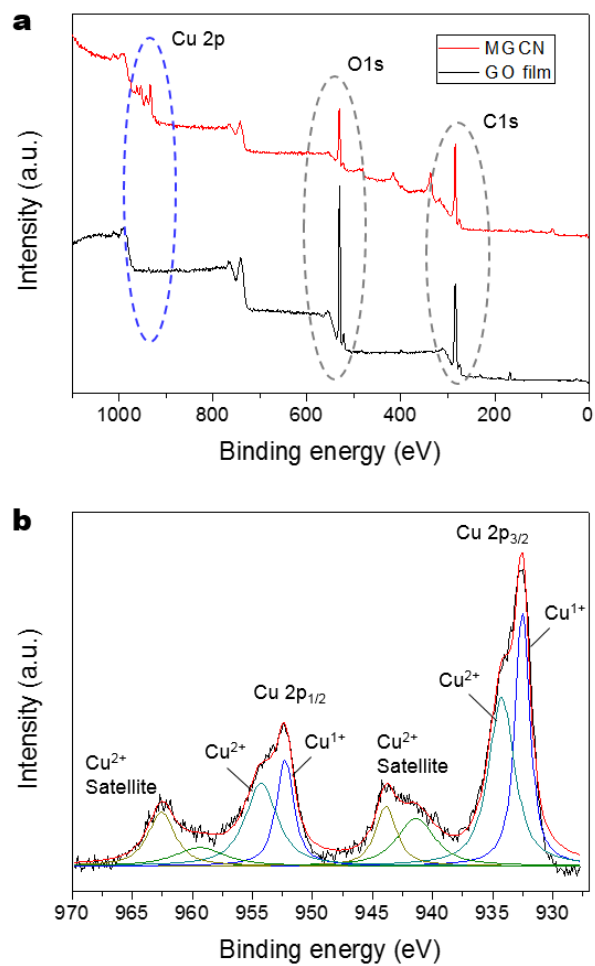 a
Cu 2p
O1s
C1s
MGCN
GO film
Intensity (a.u.)
1000 800 600 400 200 0
Binding energy (eV)
b
Cu 2p₃/₂
Cu¹⁺
Cu²⁺
Cu 2p₁/₂
Cu²⁺
Cu¹⁺
Cu²⁺
Satellite
Cu²⁺
Satellite
Intensity (a.u.)
970 965 960 955 950 945 940 935 930
Binding energy (eV)